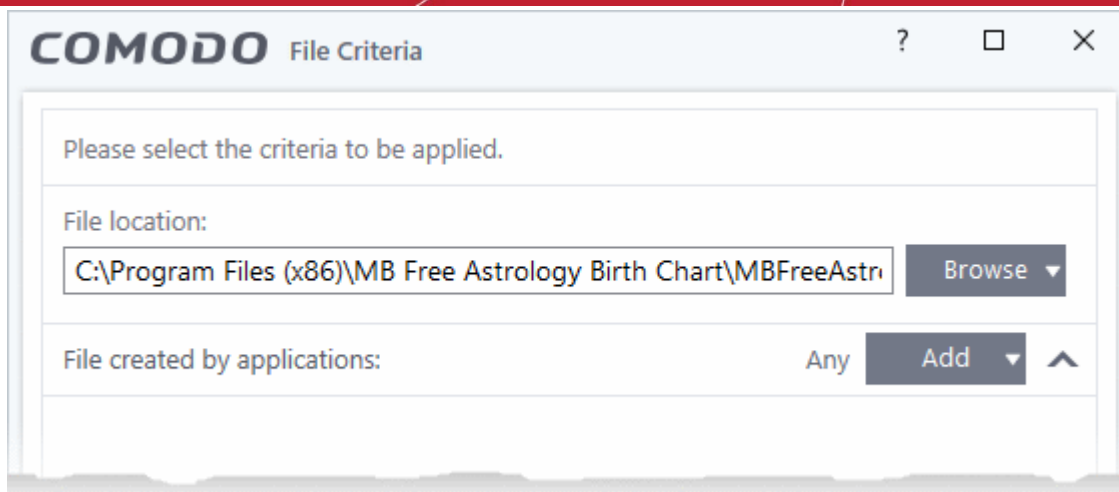 COMODO File Criteria ?
Please select the criteria to be applied.
File location:
C:\Program Files (x86)\MB Free Astrology Birth Chart\MBFreeAstr Browse
File created by applications: Any Add